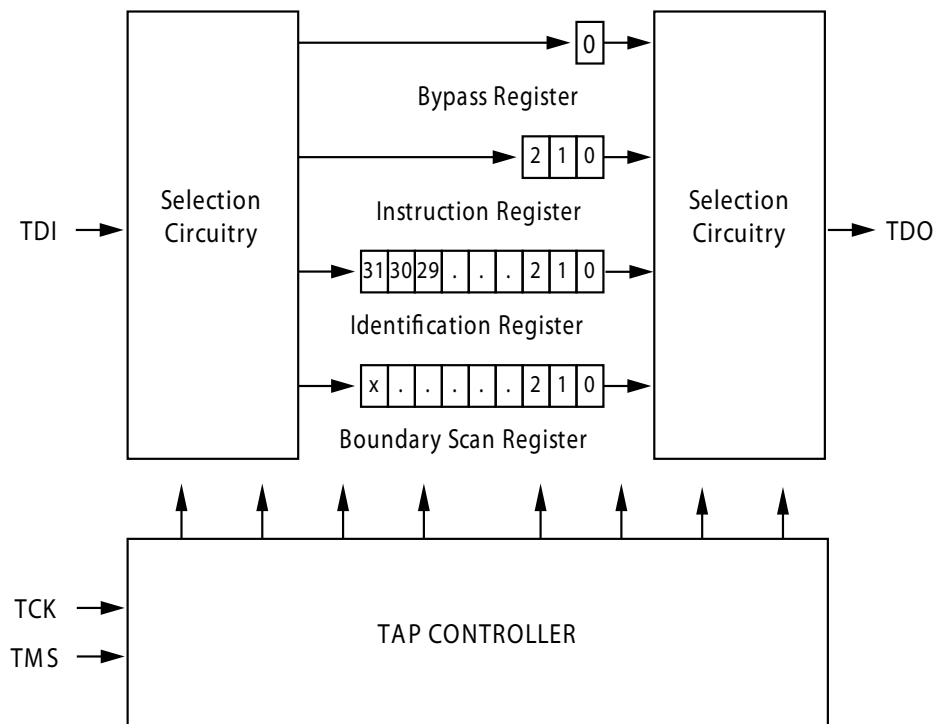 0
Bypass Register
2 1 0
Selection
Circuitry
Selection
Circuitry
TDI
TDO
Instruction Register
31 30 29 . . . 2 1 0
Identification Register
x . . . . . 2 1 0
Boundary Scan Register
TCK
TAP CONTROLLER
TMS